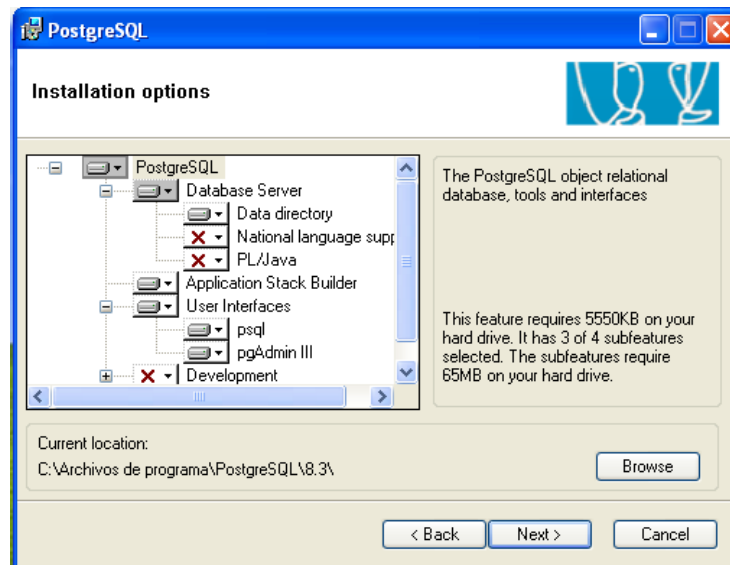 PostgreSQL
Installation options
PostgreSQL
Database Server
Data directory
National language supp
PL/Java
Application Stack Builder
User Interfaces
psql
pgAdmin III
Development
The PostgreSQL object relational
database, tools and interfaces
This feature requires 5550KB on your
hard drive. It has 3 of 4 subfeatures
selected. The subfeatures require
65MB on your hard drive.
Current location:
C:\Archivos de programa\PostgreSQL\8.3\
Browse
< Back
Next >
Cancel